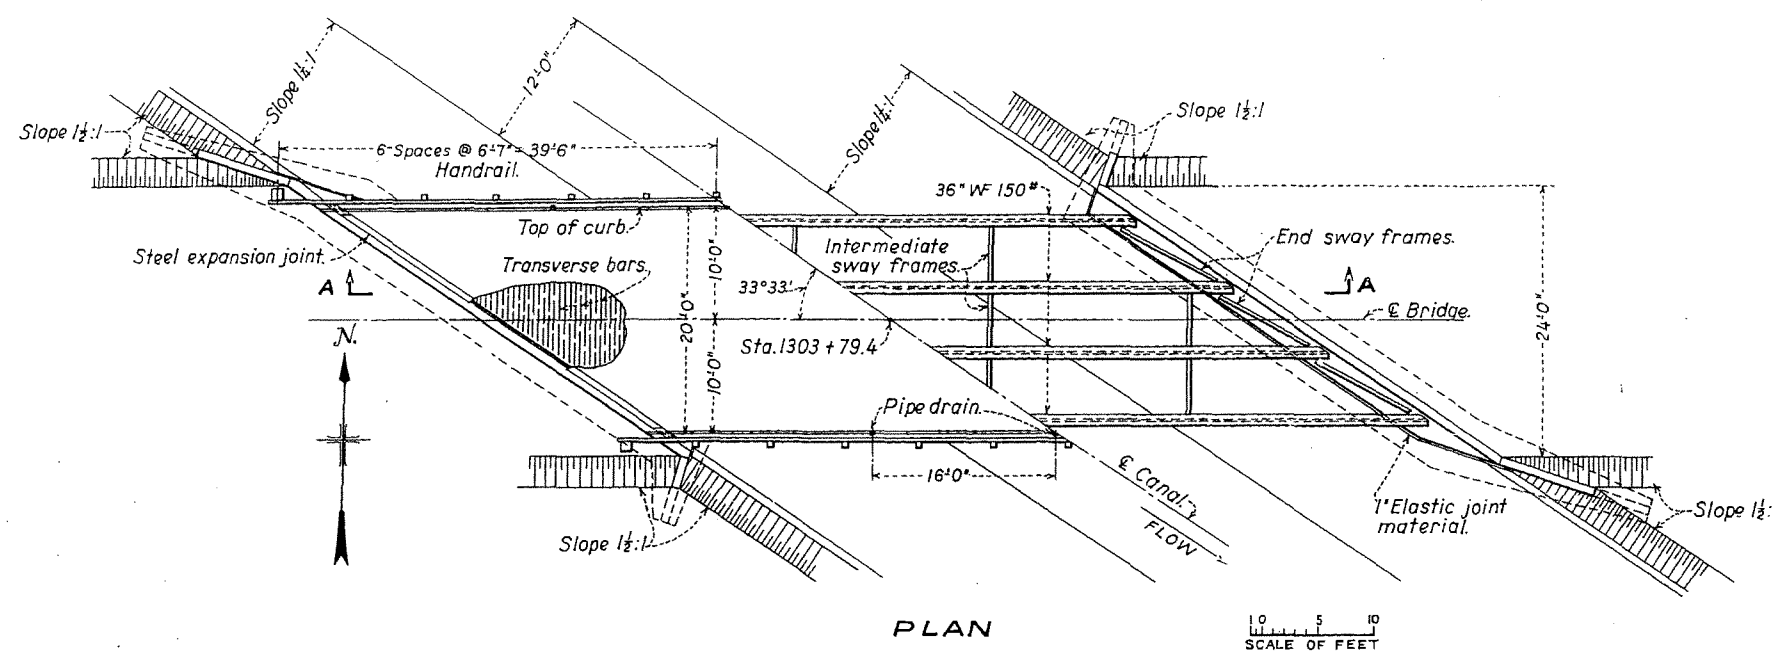 Slope 1¼:1
12'-0"
Slope 1¼:1
Slope 1½:1
Slope 1½:1
6-Spaces @ 6'-7" = 39'-6"
Handrail.
36" WF 150#
Top of curb.
Steel expansion joint.
Transverse bars.
Intermediate
sway frames.
End sway frames.
A
A
10'-0"
20'-0"
10'-0"
33°33'
℄ Bridge.
24'-0"
N.
Sta. 1303 + 79.4
Pipe drain.
16'-0"
℄ Canal.
FLOW
1" Elastic joint
material.
Slope 1½:1
Slope 1½:
PLAN
1 0 5 10
SCALE OF FEET